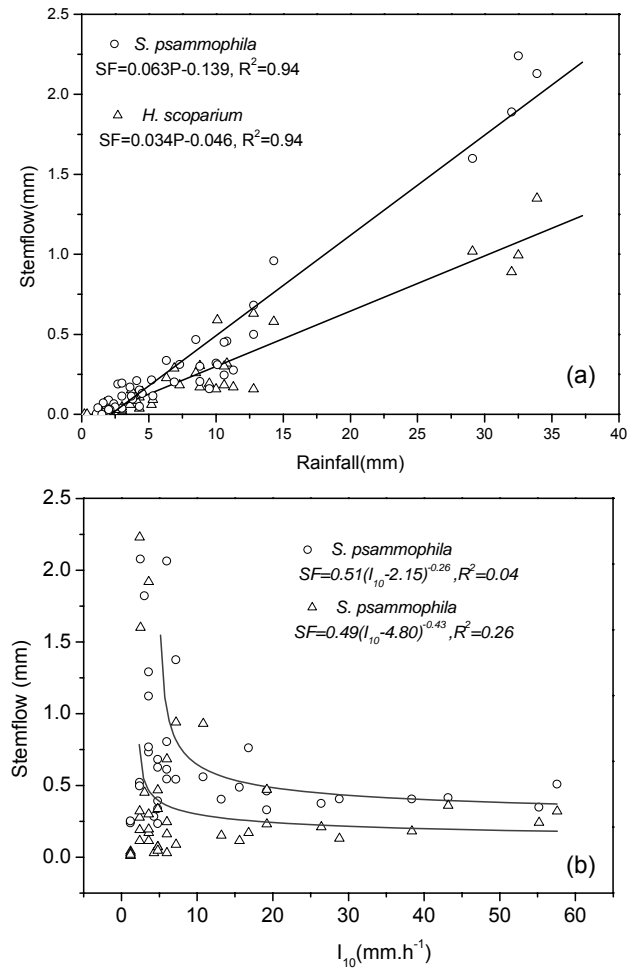 2.5
2.0
1.5
1.0
0.5
0.0
Stemflow(mm)
S. psammophila
SF=0.063P-0.139, R²=0.94
H. scoparium
SF=0.034P-0.046, R²=0.94
(a)
0 5 10 15 20 25 30 35 40
Rainfall(mm)
2.5
2.0
1.5
1.0
0.5
0.0
Stemflow (mm)
S. psammophila
SF=0.51(I₁₀-2.15)⁻⁰·²⁶,R²=0.04
S. psammophila
SF=0.49(I₁₀-4.80)⁻⁰·⁴³,R²=0.26
(b)
0 10 20 30 40 50 60
I₁₀(mm.h⁻¹)